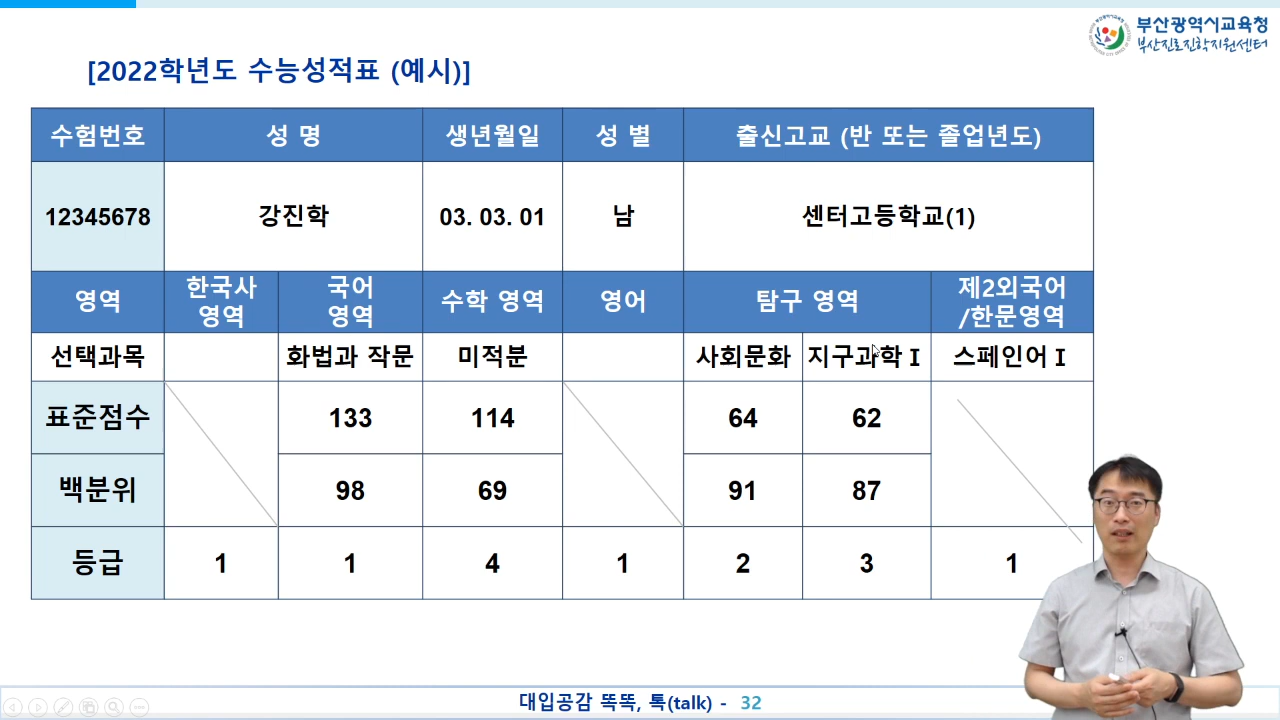 부산광역시교육청
부산진로진학지원센터
[2022학년도 수능성적표 (예시)]
수험번호 성 명 생년월일 성 별 출신고교 (반 또는 졸업년도)
12345678 강진학 03. 03. 01 남 센터고등학교(1)
영역 한국사 영역 국어 영역 수학 영역 영어 탐구 영역 제2외국어 /한문영역
선택과목 화법과 작문 미적분 사회문화 지구과학 I 스페인어 I
표준점수 133 114 64 62
백분위 98 69 91 87
등급 1 1 4 1 2 3 1
대입공감 똑똑, 톡(talk) - 32